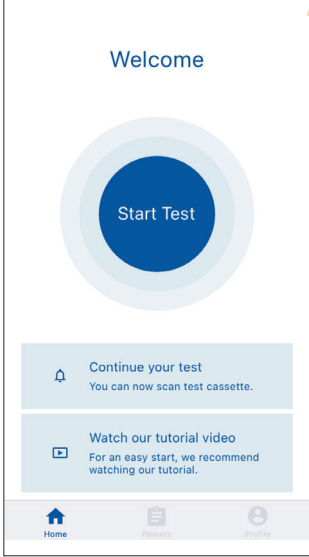 Welcome
Start Test
Continue your test
You can now scan test cassette.
Watch our tutorial video
For an easy start, we recommend
watching our tutorial.
Home Results Profile